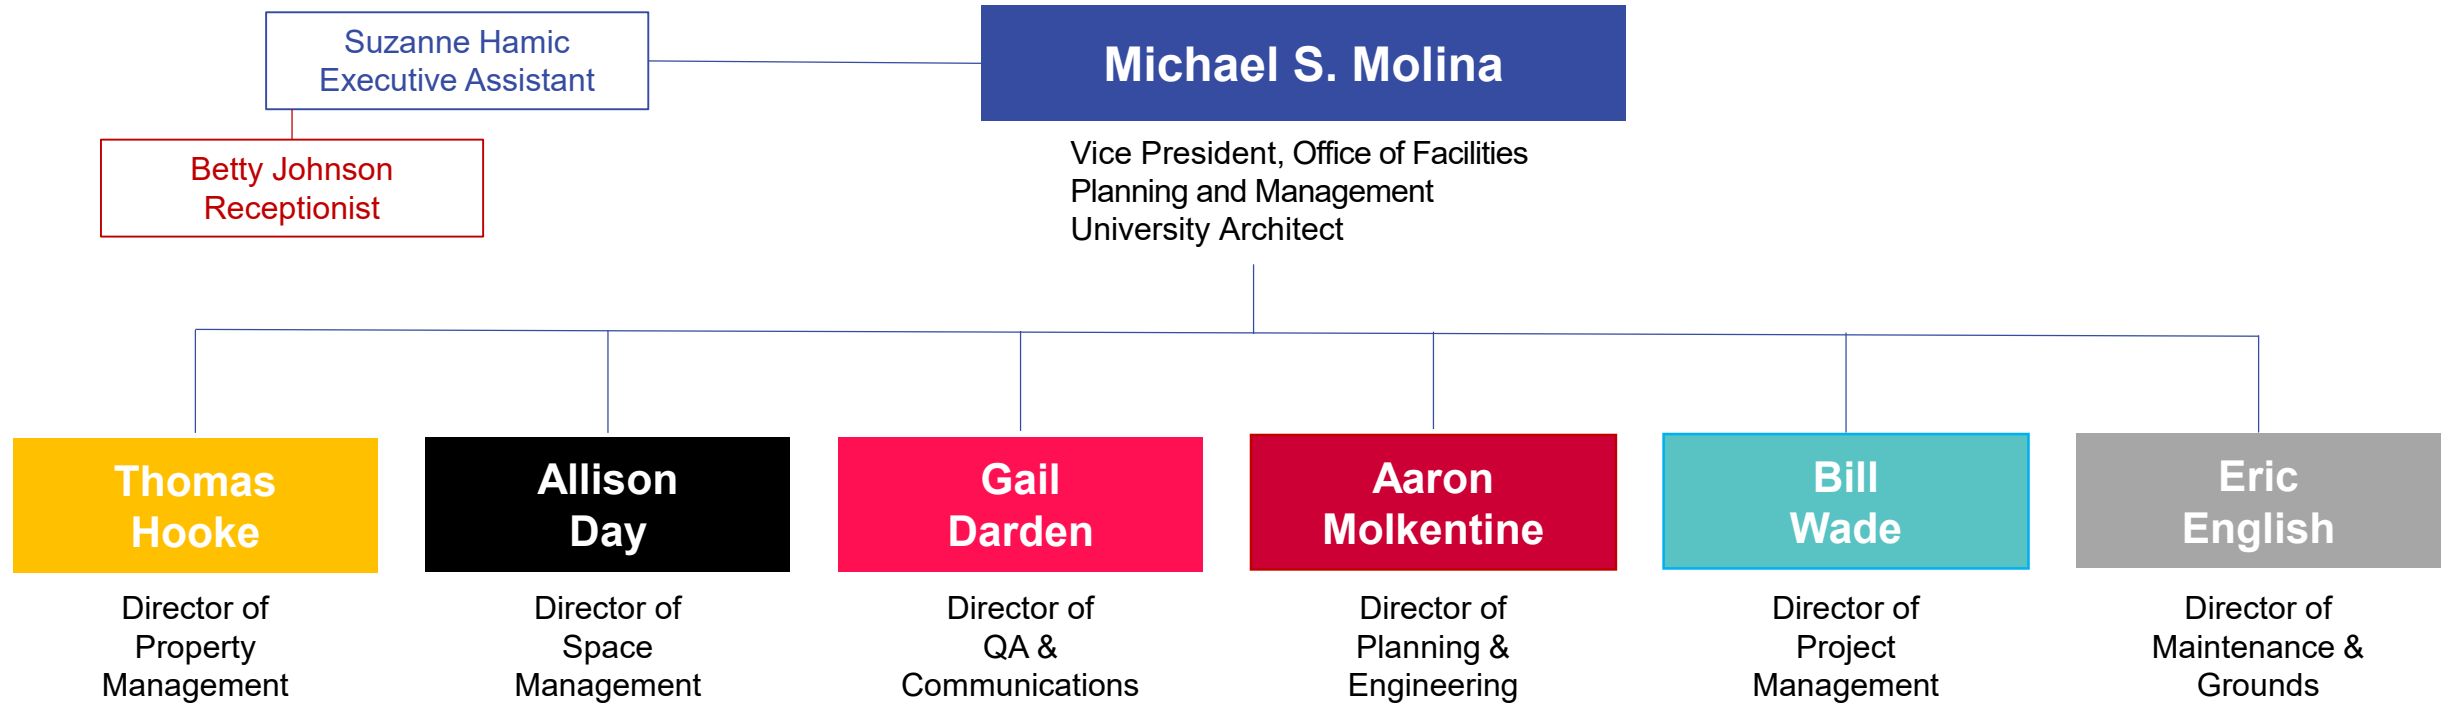 Suzanne Hamic
Executive Assistant
Betty Johnson
Receptionist
Michael S. Molina
Vice President, Office of Facilities
Planning and Management
University Architect
Thomas
Hooke
Director of
Property
Management
Allison
Day
Director of
Space
Management
Gail
Darden
Director of
QA &
Communications
Aaron
Molkentine
Director of
Planning &
Engineering
Bill
Wade
Director of
Project
Management
Eric
English
Director of
Maintenance &
Grounds